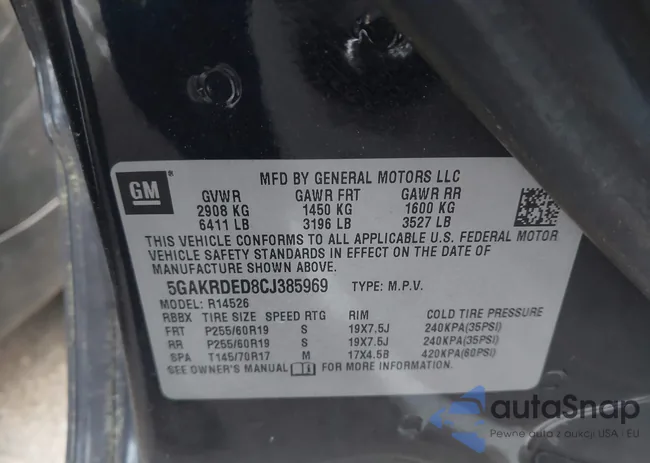 GM
MFD BY GENERAL MOTORS LLC
GVWR GAWR FRT GAWR RR
2908 KG 1450 KG 1600 KG
6411 LB 3196 LB 3527 LB
THIS VEHICLE CONFORMS TO ALL APPLICABLE U.S. FEDERAL MOTOR
VEHICLE SAFETY STANDARDS IN EFFECT ON THE DATE OF
MANUFACTURE SHOWN ABOVE.
5GAKRDED8CJ385969 TYPE: M.P.V.
MODEL: R14526
RBBX TIRE SIZE SPEED RTG RIM COLD TIRE PRESSURE
FRT P255/60R19 S 19X7.5J 240KPA(35PSI)
RR P255/60R19 S 19X7.5J 240KPA(35PSI)
SPA T145/70R17 M 17X4.5B 420KPA(60PSI)
SEE OWNER'S MANUAL FOR MORE INFORMATION.
autaSnap
Pewne auta z aukcji USA - EU